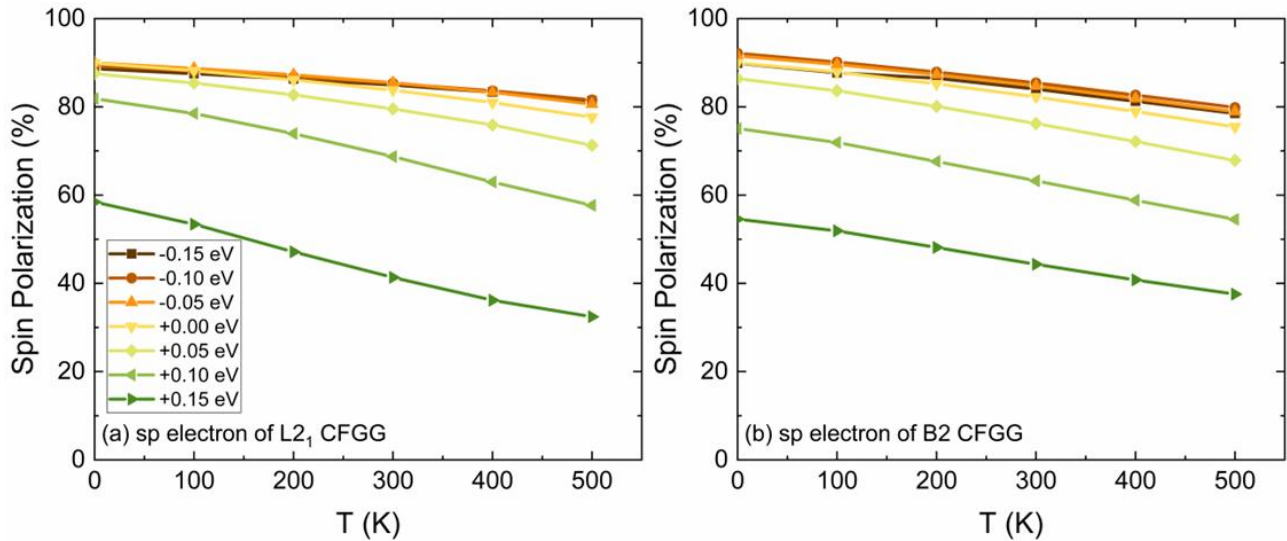 100
80
60
40
20
0
Spin Polarization (%)
-0.15 eV
-0.10 eV
-0.05 eV
+0.00 eV
+0.05 eV
+0.10 eV
+0.15 eV
(a) sp electron of L2₁ CFGG
0 100 200 300 400 500
T (K)
100
80
60
40
20
0
Spin Polarization (%)
(b) sp electron of B2 CFGG
0 100 200 300 400 500
T (K)